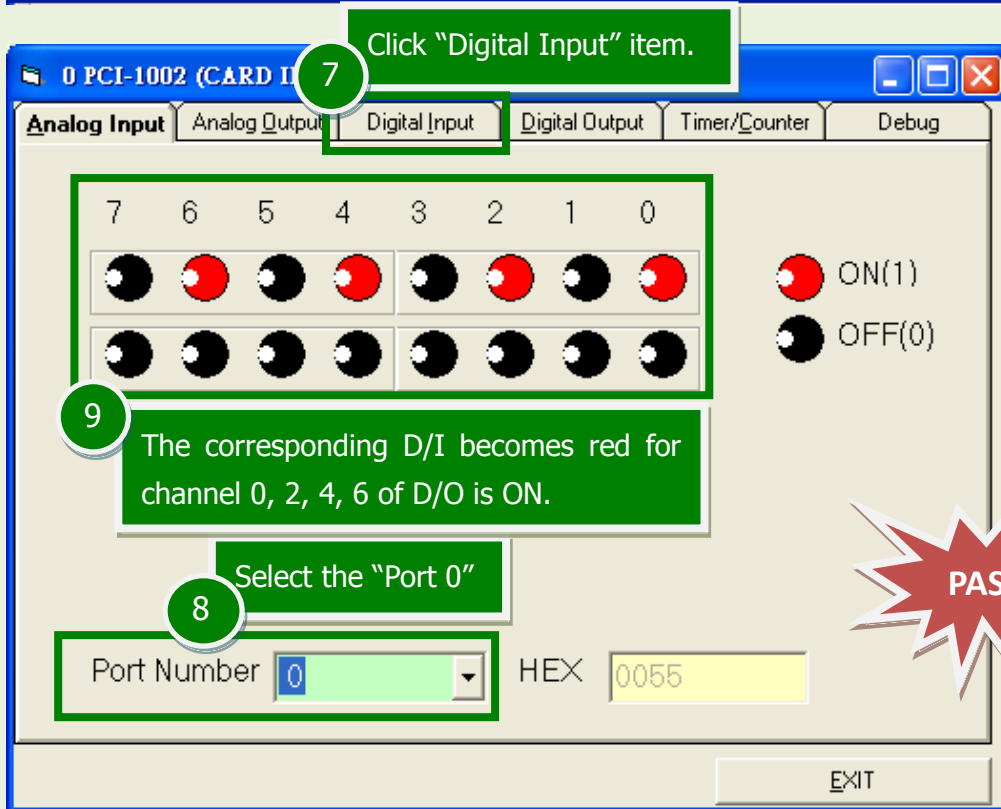 Click “Digital Input” item.
7
0 PCI-1002 (CARD
Analog Input Analog Output Digital Input Digital Output Timer/Counter Debug
7 6 5 4 3 2 1 0
ON(1)
OFF(0)
9
The corresponding D/I becomes red for
channel 0, 2, 4, 6 of D/O is ON.
Select the “Port 0”
8
PAS
Port Number 0 HEX 0055
EXIT